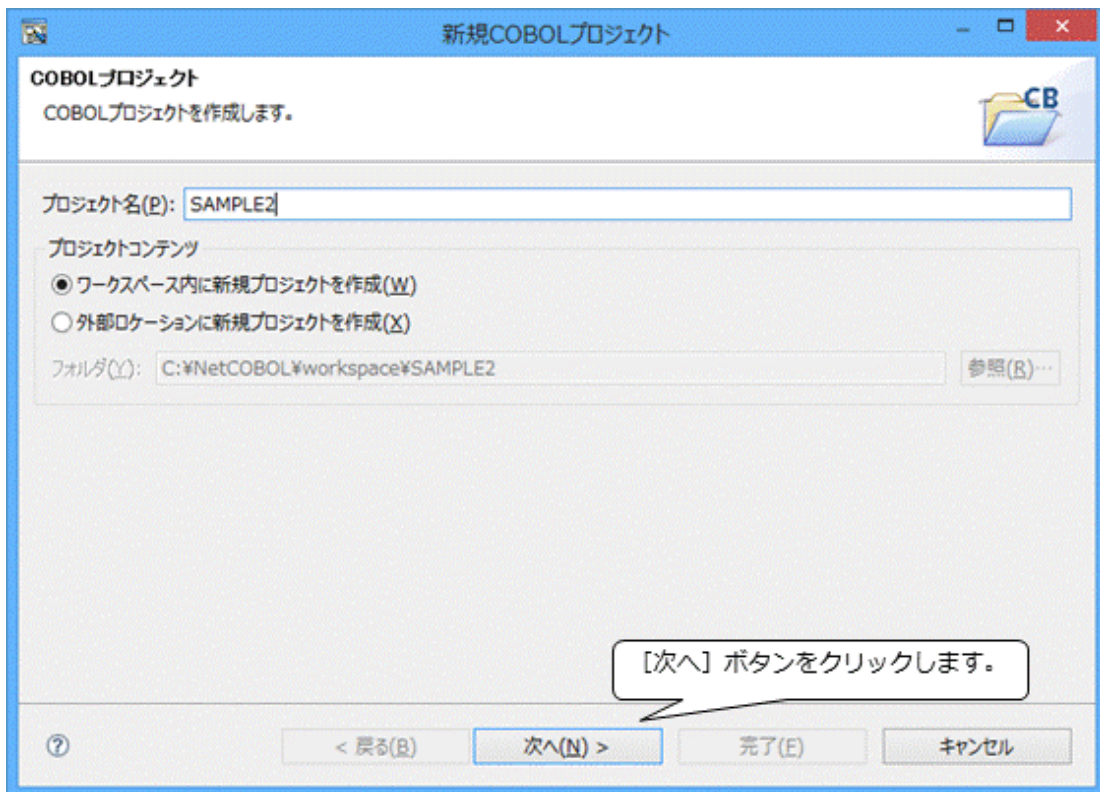 新規COBOLプロジェクト
COBOLプロジェクト
COBOLプロジェクトを作成します。
CB
プロジェクト名(P): SAMPLE2
プロジェクトコンテンツ
ワークスペース内に新規プロジェクトを作成(W)
外部ロケーションに新規プロジェクトを作成(X)
フォルダ(Y): C:¥NetCOBOL¥workspace¥SAMPLE2 参照(R)…
［次へ］ボタンをクリックします。
< 戻る(B) 次へ(N) > 完了(F) キャンセル